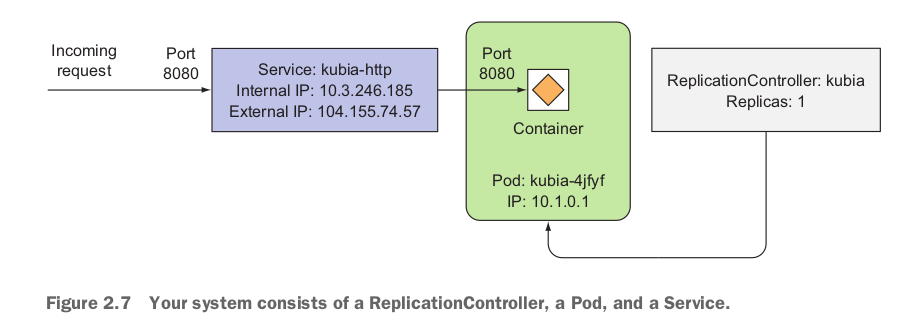 Incoming
request
Port
8080
Service: kubia-http
Internal IP: 10.3.246.185
External IP: 104.155.74.57
Port
8080
Container
Pod: kubia-4jfyf
IP: 10.1.0.1
ReplicationController: kubia
Replicas: 1
Figure 2.7 Your system consists of a ReplicationController, a Pod, and a Service.